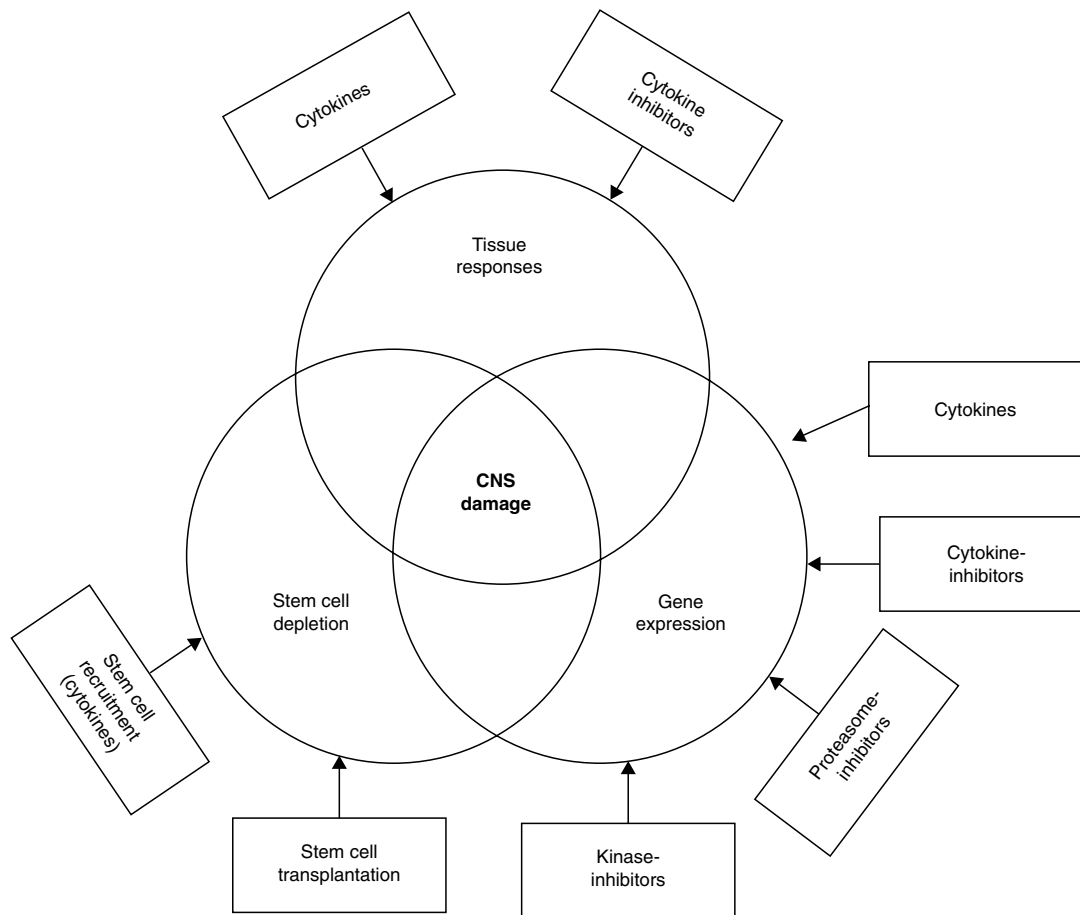 Cytokines
Cytokine
inhibitors
Tissue
responses
Cytokines
CNS
damage
Cytokine-
inhibitors
Stem cell
depletion
Gene
expression
Stem cell
recruitment
(cytokines)
Proteasome-
inhibitors
Stem cell
transplantation
Kinase-
inhibitors